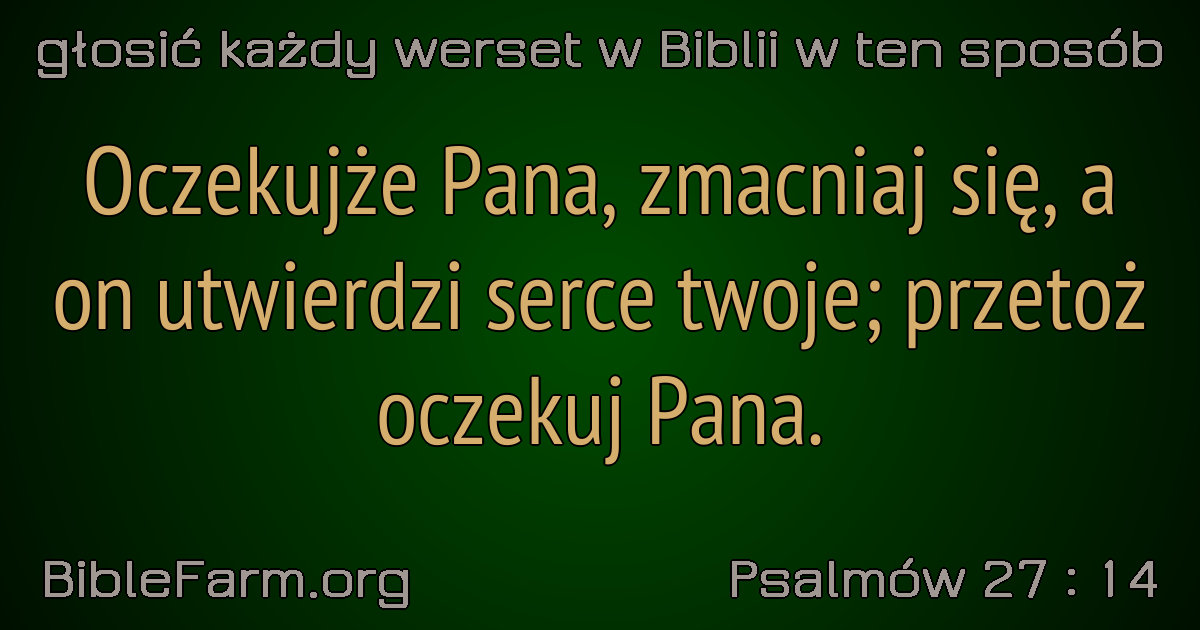 głosić każdy werset w Biblii w ten sposób
Oczekujże Pana, zmacniaj się, a
on utwierdzi serce twoje; przetoż
oczekuj Pana.
BibleFarm.org
Psalmów 27 : 14